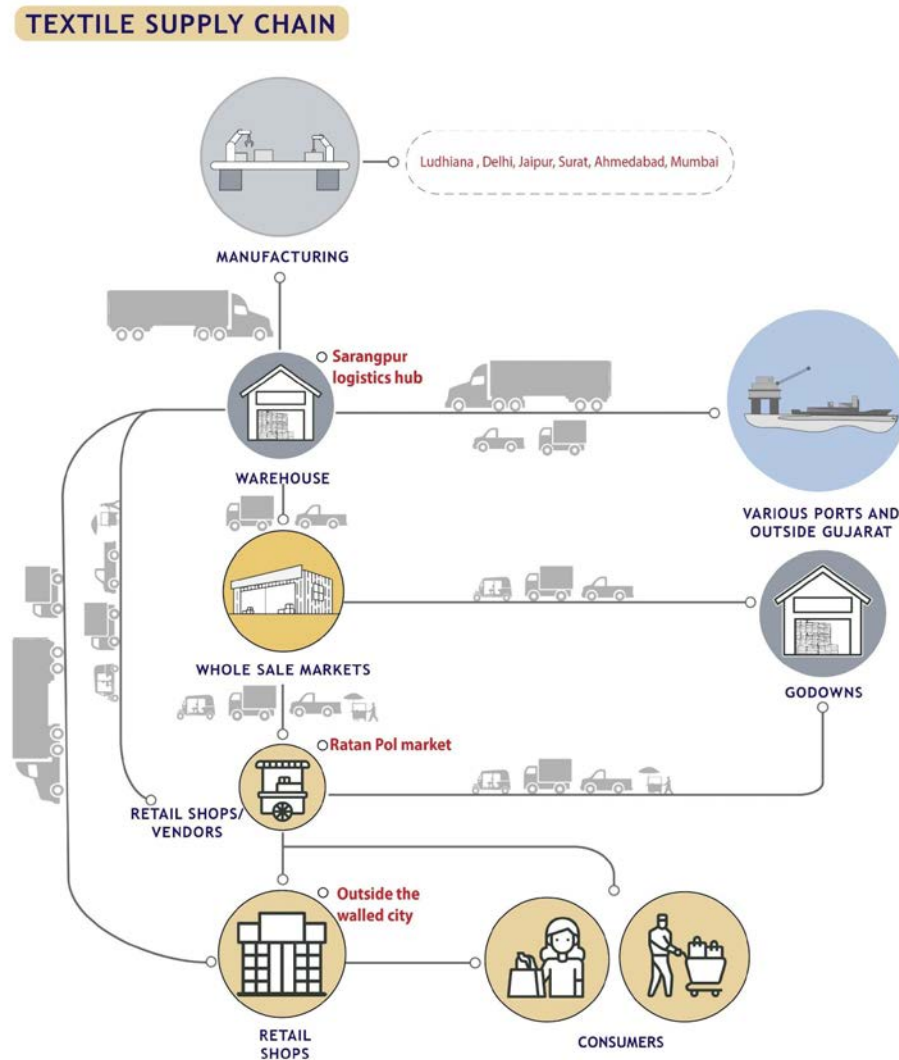 TEXTILE SUPPLY CHAIN
Ludhiana , Delhi, Jaipur, Surat, Ahmedabad, Mumbai
MANUFACTURING
Sarangpur
logistics hub
WAREHOUSE
VARIOUS PORTS AND
OUTSIDE GUJARAT
WHOLE SALE MARKETS
GODOWNS
Ratan Pol market
RETAIL SHOPS/
VENDORS
Outside the
walled city
RETAIL
SHOPS
CONSUMERS